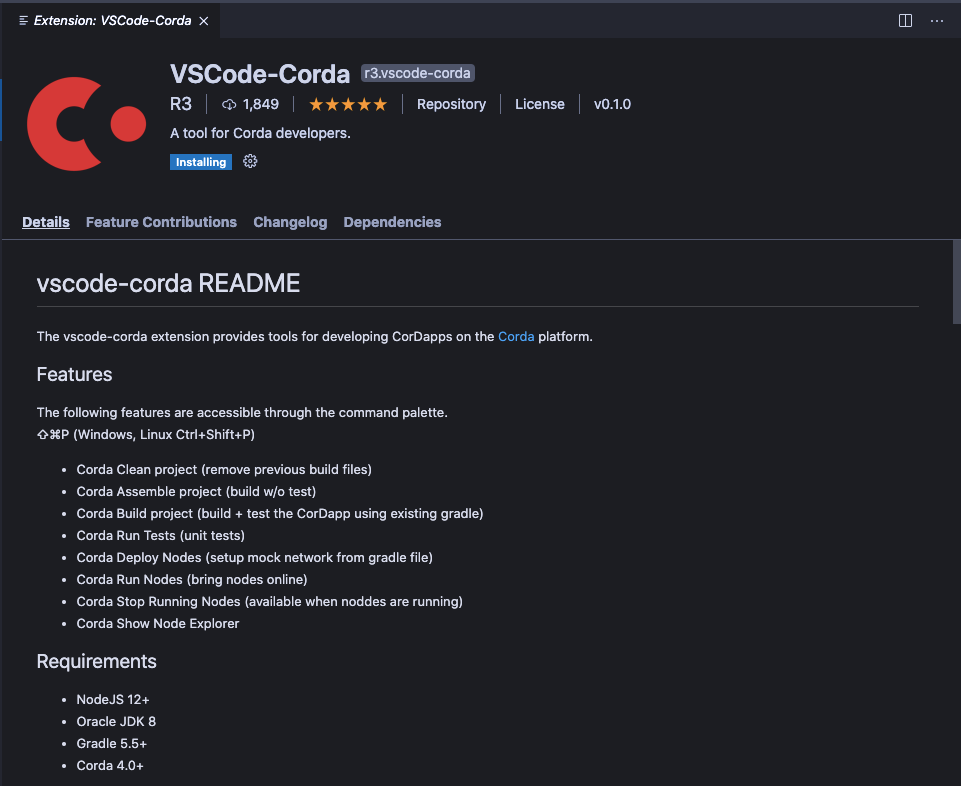 Extension: VSCode-Corda
VSCode-Corda r3.vscode-corda
R3 1,849 Repository License v0.1.0
A tool for Corda developers.
Installing
Details Feature Contributions Changelog Dependencies
vscode-corda README
The vscode-corda extension provides tools for developing CorDapps on the Corda platform.
Features
The following features are accessible through the command palette.
⇧⌘P (Windows, Linux Ctrl+Shift+P)
• Corda Clean project (remove previous build files)
• Corda Assemble project (build w/o test)
• Corda Build project (build + test the CorDapp using existing gradle)
• Corda Run Tests (unit tests)
• Corda Deploy Nodes (setup mock network from gradle file)
• Corda Run Nodes (bring nodes online)
• Corda Stop Running Nodes (available when noddes are running)
• Corda Show Node Explorer
Requirements
• NodeJS 12+
• Oracle JDK 8
• Gradle 5.5+
• Corda 4.0+